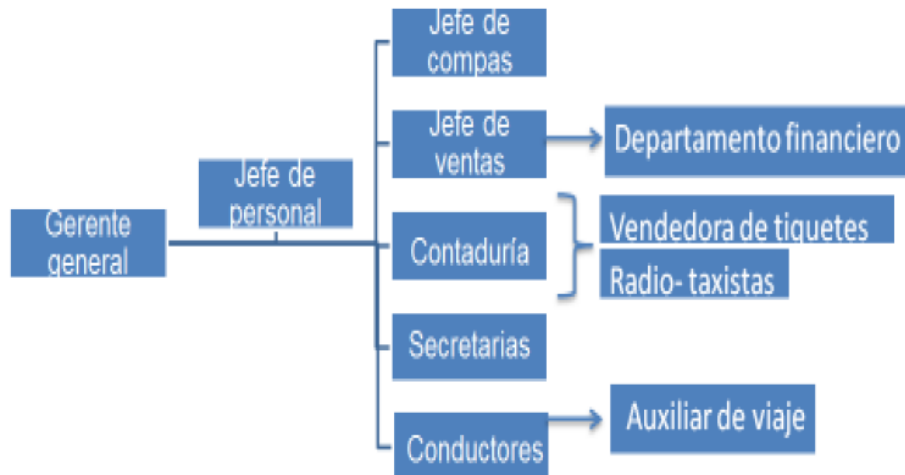 Jefe de
compas
Jefe de
ventas
Departamento financiero
Jefe de
personal
Gerente
general
Contaduría
Vendedora de tiquetes
Radio- taxistas
Secretarias
Conductores
Auxiliar de viaje